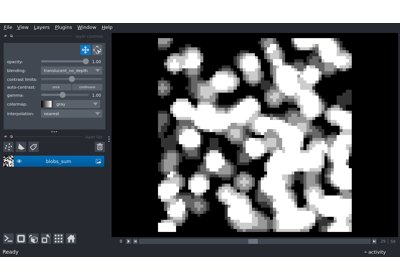 File View Layers Plugins Window Help
opacity: 1.00
blending: translucent_no_depth
contrast limits:
auto-contrast: once continuous
gamma: 1.00
colormap: gray
interpolation: nearest
blobs_sum
Ready
activity